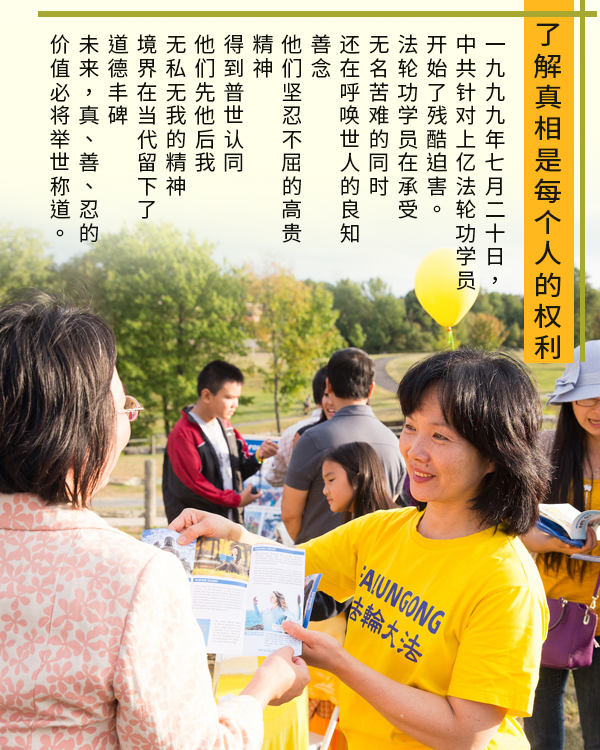 了解真相是每个人的权利
一九九九年七月二十日，
中共针对上亿法轮功学员
开始了残酷迫害。
法轮功学员在承受
无名苦难的同时
还在呼唤世人的良知
善念
他们坚忍不屈的高贵
精神
得到普世认同
他们先他后我
无私无我的精神
境界在当代留下了
道德丰碑
未来，真、善、忍的
价值必将举世称道。
FALUNGONG
法輪大法